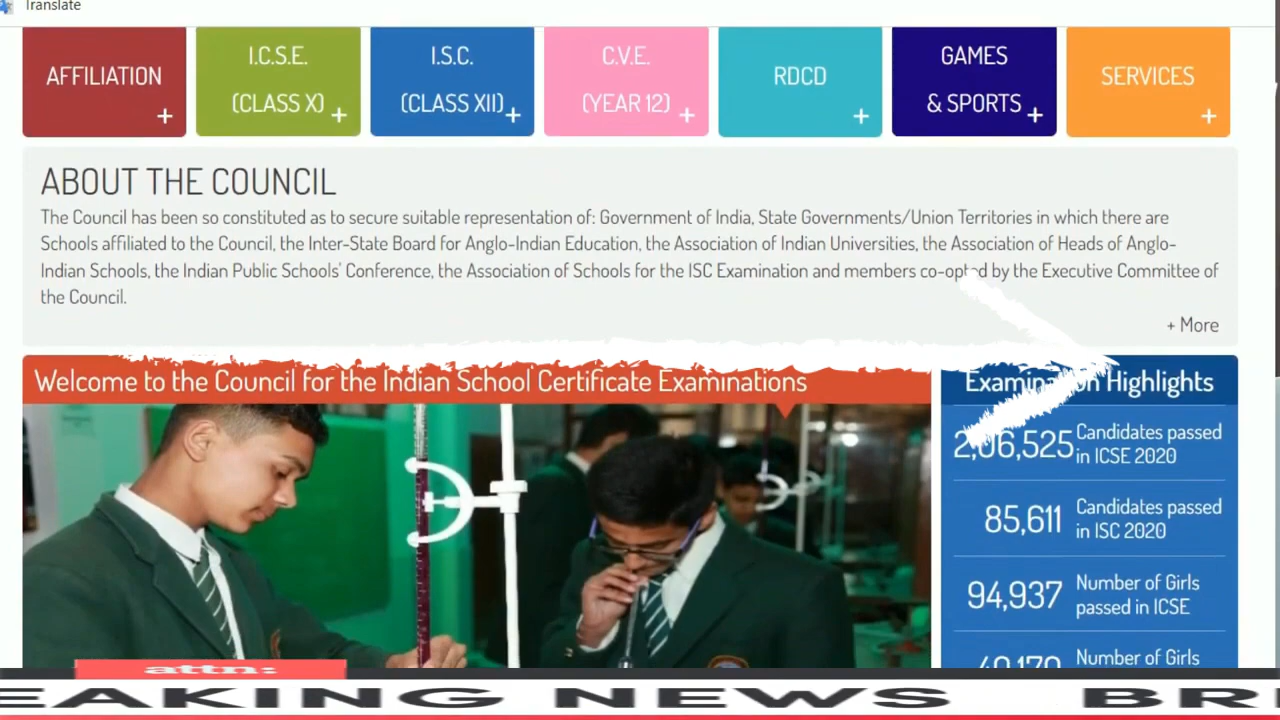 Translate
AFFILIATION
+
I.C.S.E.
(CLASS X)
+
I.S.C.
(CLASS XII)
+
C.V.E.
(YEAR 12)
+
RDCD
+
GAMES
& SPORTS
+
SERVICES
+
ABOUT THE COUNCIL
The Council has been so constituted as to secure suitable representation of: Government of India, State Governments/Union Territories in which there are
Schools affiliated to the Council, the Inter-State Board for Anglo-Indian Education, the Association of Indian Universities, the Association of Heads of Anglo-
Indian Schools, the Indian Public Schools' Conference, the Association of Schools for the ISC Examination and members co-opted by the Executive Committee of
the Council.
+ More
Welcome to the Council for the Indian School Certificate Examinations
Examination Highlights
2,06,525 Candidates passed
in ICSE 2020
85,611 Candidates passed
in ISC 2020
94,937 Number of Girls
passed in ICSE
Number of Girls
attn:
EAKING NEWS BR